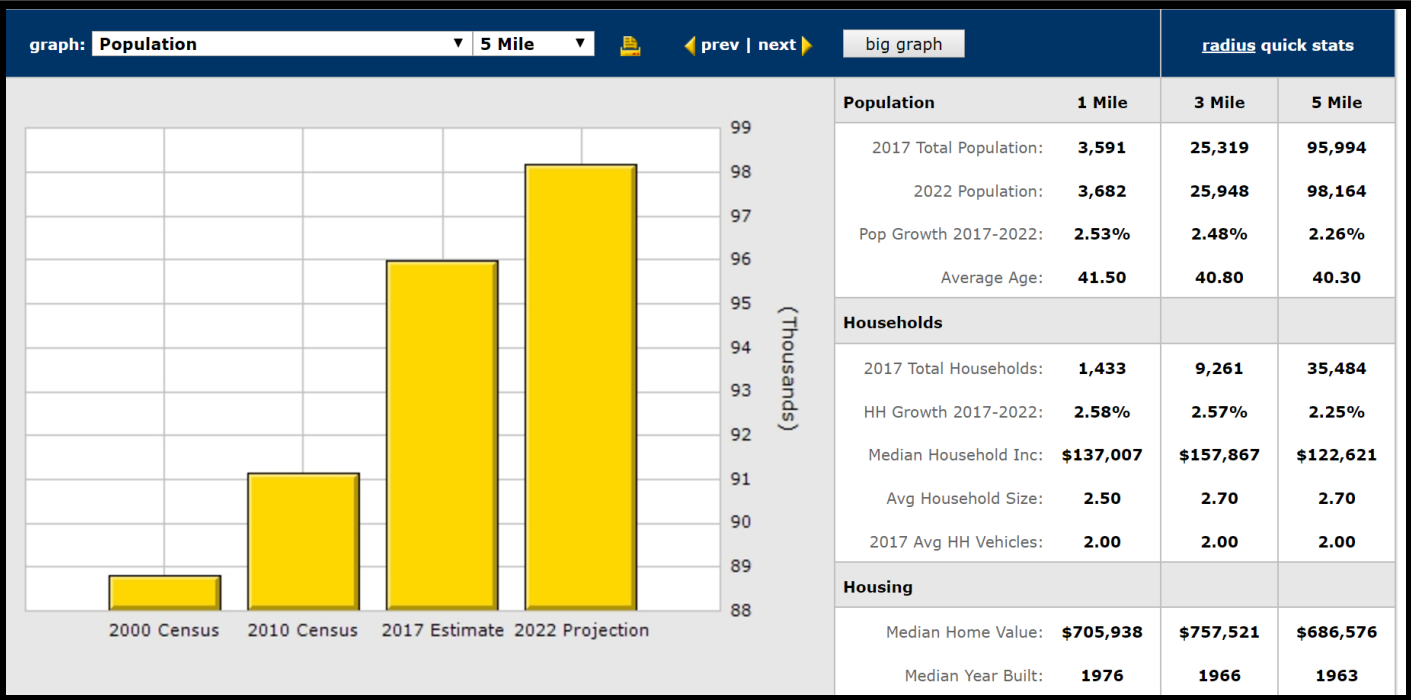 graph: Population 5 Mile prev | next big graph radius quick stats
99
98
97
96
95
94
93
92
91
90
89
88
(Thousands)
2000 Census 2010 Census 2017 Estimate 2022 Projection
Population 1 Mile 3 Mile 5 Mile
2017 Total Population: 3,591 25,319 95,994
2022 Population: 3,682 25,948 98,164
Pop Growth 2017-2022: 2.53% 2.48% 2.26%
Average Age: 41.50 40.80 40.30
Households
2017 Total Households: 1,433 9,261 35,484
HH Growth 2017-2022: 2.58% 2.57% 2.25%
Median Household Inc: $137,007 $157,867 $122,621
Avg Household Size: 2.50 2.70 2.70
2017 Avg HH Vehicles: 2.00 2.00 2.00
Housing
Median Home Value: $705,938 $757,521 $686,576
Median Year Built: 1976 1966 1963